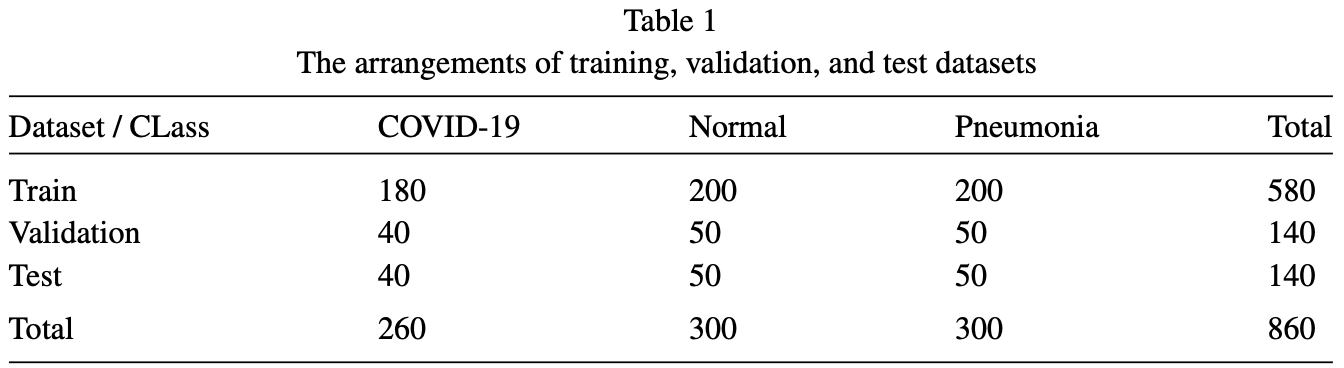 Table 1
The arrangements of training, validation, and test datasets
Dataset / CLass COVID-19 Normal Pneumonia Total
Train 180 200 200 580
Validation 40 50 50 140
Test 40 50 50 140
Total 260 300 300 860